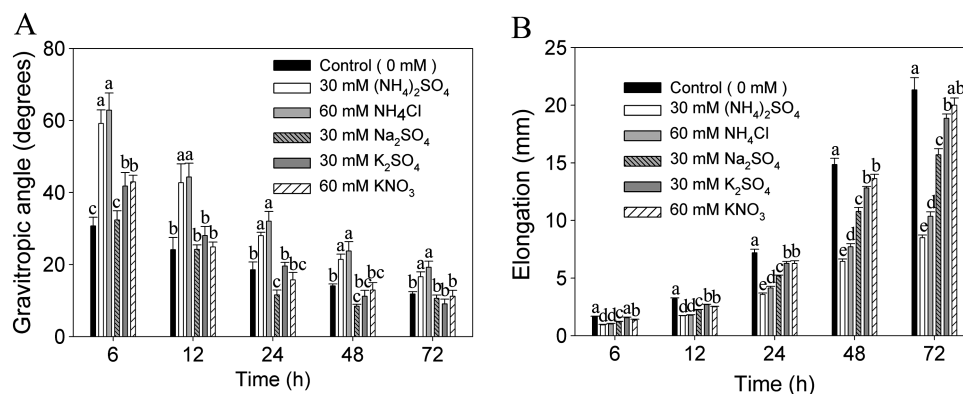 A
Gravitropic angle (degrees)
80
60
40
20
0
Control ( 0 mM )
30 mM (NH₄)₂SO₄
60 mM NH₄Cl
30 mM Na₂SO₄
30 mM K₂SO₄
60 mM KNO₃
c a a c b b
b a a b b b
b a a c b bc
b a a c bc bc
b a a b b b
6 12 24 48 72
Time (h)
B
Elongation (mm)
25
20
15
10
5
0
Control ( 0 mM )
30 mM (NH₄)₂SO₄
60 mM NH₄Cl
30 mM Na₂SO₄
30 mM K₂SO₄
60 mM KNO₃
a d d c ab
a d d c b b
a e d c b b
a e d c b b
a e d c b ab
6 12 24 48 72
Time (h)